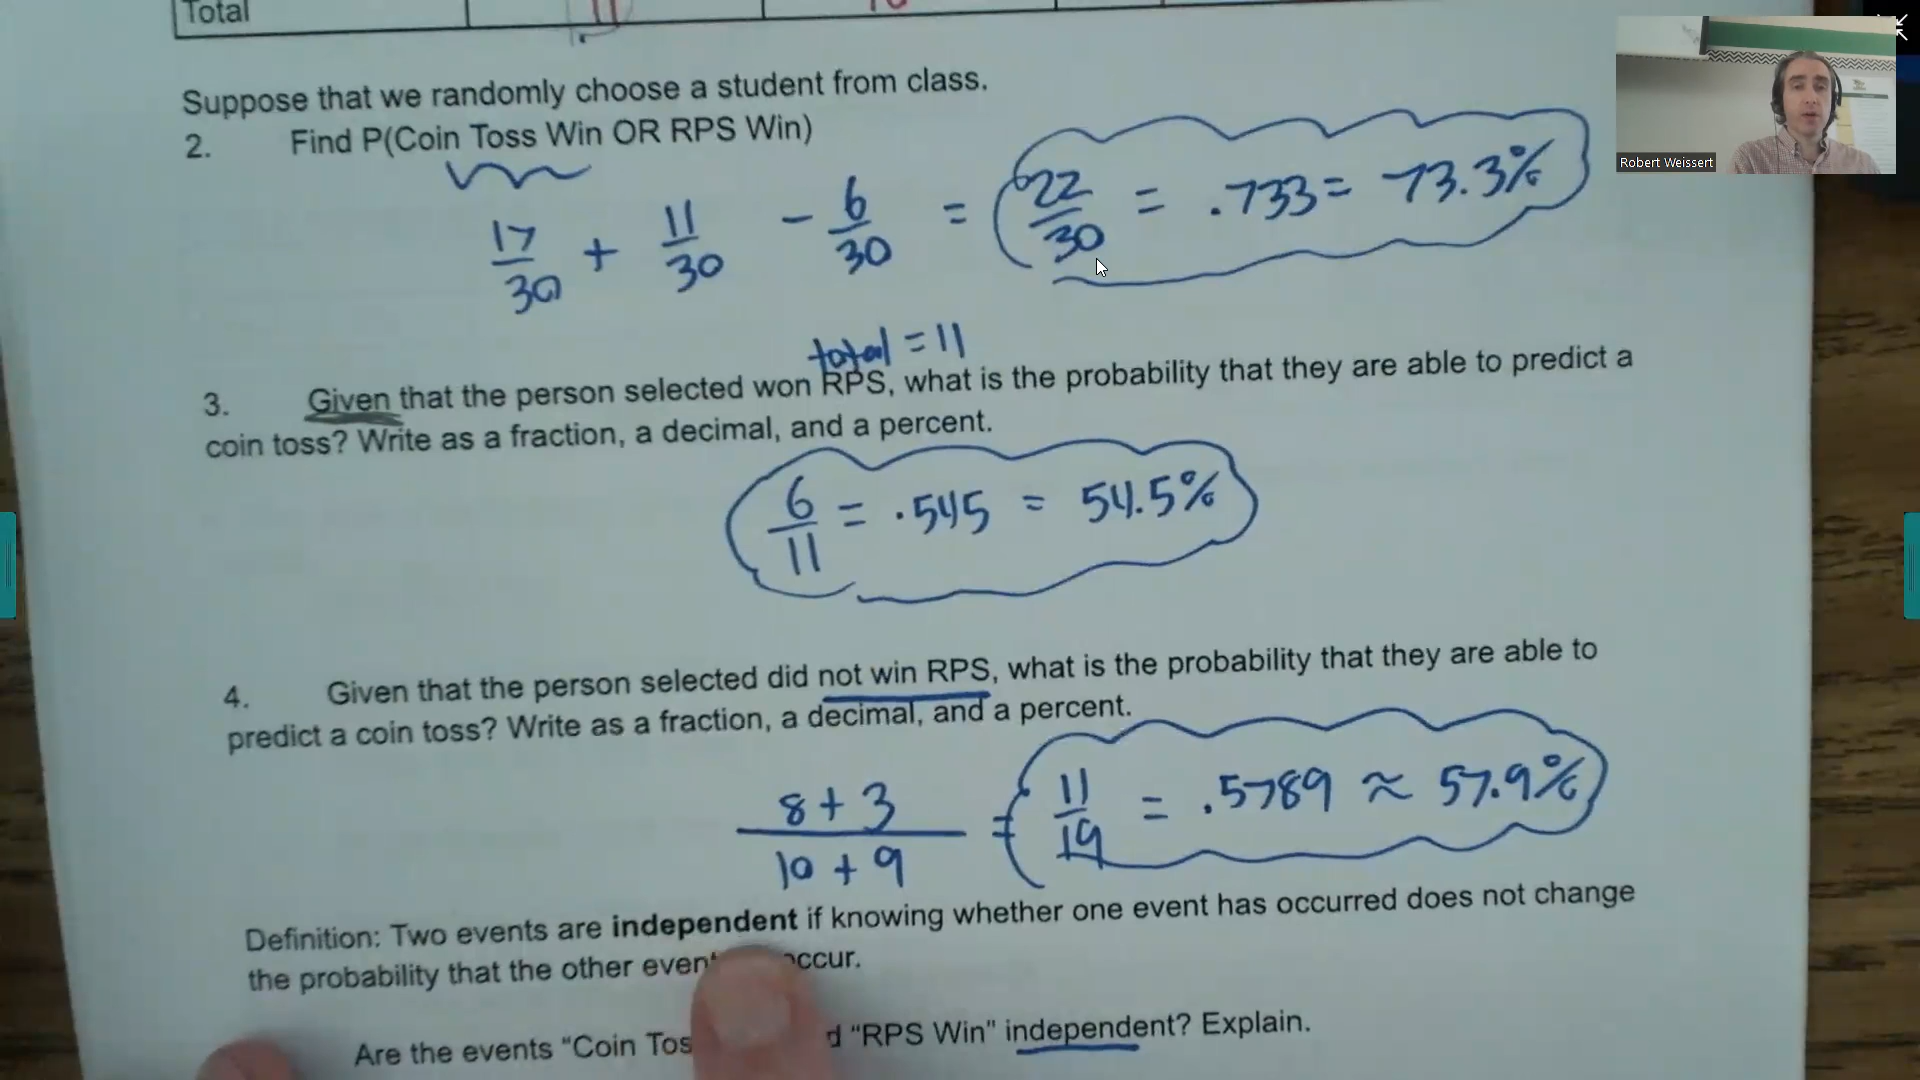 Total 11
Robert Weissert
Suppose that we randomly choose a student from class.
2. Find P(Coin Toss Win OR RPS Win)
17/30 + 11/30 - 6/30 = 22/30 = .733 = 73.3%
total = 11
3. Given that the person selected won RPS, what is the probability that they are able to predict a
coin toss? Write as a fraction, a decimal, and a percent.
6/11 = .545 = 54.5%
4. Given that the person selected did not win RPS, what is the probability that they are able to
predict a coin toss? Write as a fraction, a decimal, and a percent.
8 + 3 / 10 + 9 = 11/19 = .5789 ≈ 57.9%
Definition: Two events are independent if knowing whether one event has occurred does not change
the probability that the other event occur.
Are the events “Coin Tos d “RPS Win” independent? Explain.